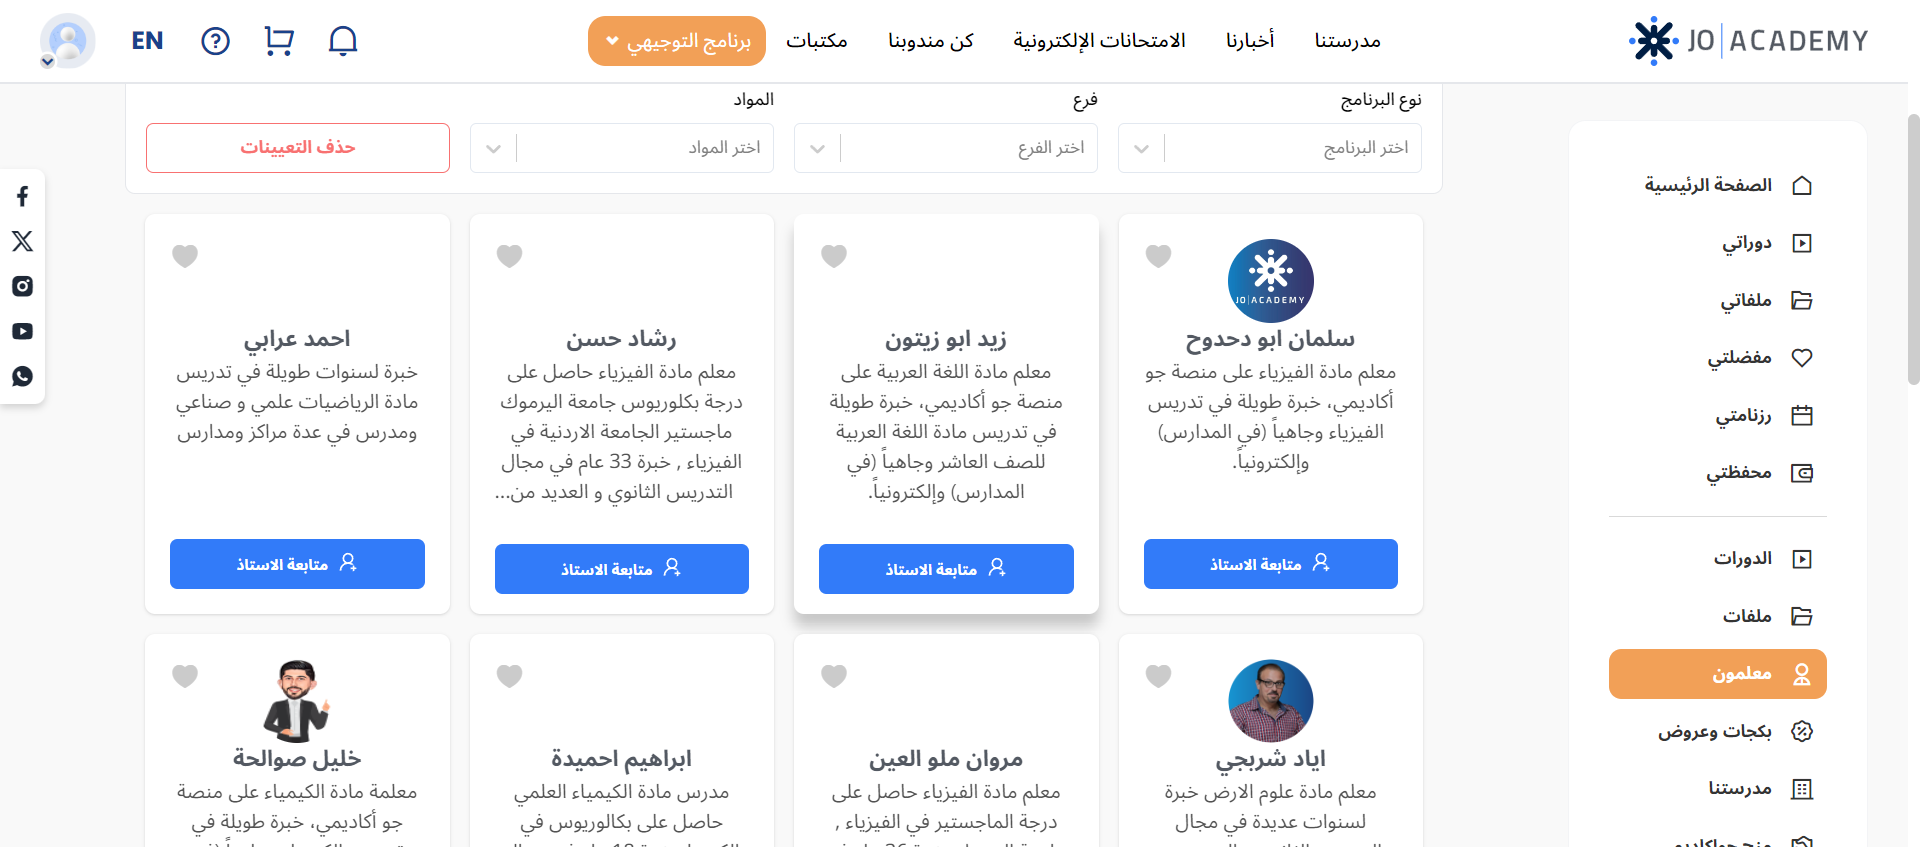 JO ACADEMY
مدرستنا
أخبارنا
الامتحانات الإلكترونية
كن مندوبنا
مكتبات
برنامج التوجيهي
EN
نوع البرنامج
فرع
المواد
اختر البرنامج
اختر الفرع
اختر المواد
حذف التعيينات
الصفحة الرئيسية
دوراتي
ملفاتي
مفضلتي
رزنامتي
محفظتي
الدورات
ملفات
معلمون
بكجات وعروض
مدرستنا
JO ACADEMY
سلمان ابو دحدوح
معلم مادة الفيزياء على منصة جو
أكاديمي، خبرة طويلة في تدريس
الفيزياء وجاهياً (في المدارس)
وإلكترونياً.
متابعة الاستاذ
زيد ابو زيتون
معلم مادة اللغة العربية على
منصة جو أكاديمي، خبرة طويلة
في تدريس مادة اللغة العربية
للصف العاشر وجاهياً (في
المدارس) وإلكترونياً.
متابعة الاستاذ
رشاد حسن
معلم مادة الفيزياء حاصل على
درجة بكلوريوس جامعة اليرموك
ماجستير الجامعة الاردنية في
الفيزياء , خبرة 33 عام في مجال
التدريس الثانوي و العديد من...
متابعة الاستاذ
احمد عرابي
خبرة لسنوات طويلة في تدريس
مادة الرياضيات علمي و صناعي
ومدرس في عدة مراكز ومدارس
متابعة الاستاذ
اياد شربجي
معلم مادة علوم الارض خبرة
لسنوات عديدة في مجال
مروان ملو العين
معلم مادة الفيزياء حاصل على
درجة الماجستير في الفيزياء ,
ابراهيم احميدة
مدرس مادة الكيمياء العلمي
حاصل على بكالوريوس في
خليل صوالحة
معلمة مادة الكيمياء على منصة
جو أكاديمي، خبرة طويلة في